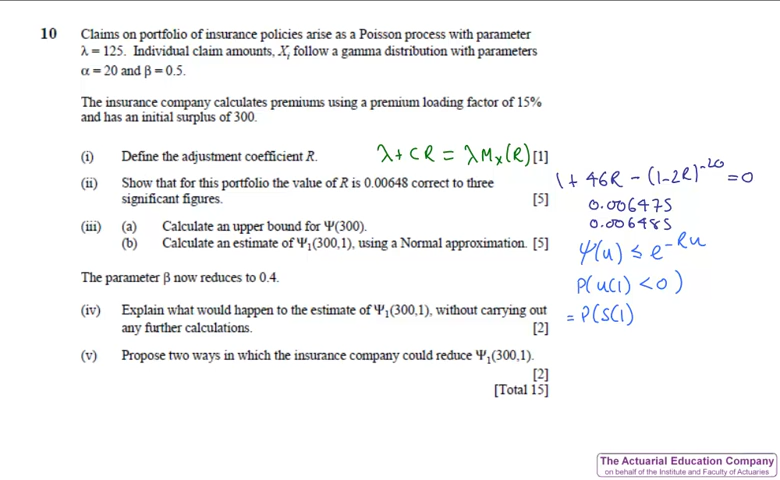 10 Claims on portfolio of insurance policies arise as a Poisson process with parameter
λ = 125. Individual claim amounts, Xᵢ follow a gamma distribution with parameters
α = 20 and β = 0.5.
The insurance company calculates premiums using a premium loading factor of 15%
and has an initial surplus of 300.
(i) Define the adjustment coefficient R. λ + CR = λ Mₓ(R) [1]
(ii) Show that for this portfolio the value of R is 0.00648 correct to three
significant figures. [5]
(iii) (a) Calculate an upper bound for Ψ(300).
(b) Calculate an estimate of Ψ₁(300,1), using a Normal approximation. [5]
The parameter β now reduces to 0.4.
(iv) Explain what would happen to the estimate of Ψ₁(300,1), without carrying out
any further calculations. [2]
(v) Propose two ways in which the insurance company could reduce Ψ₁(300,1).
[2]
[Total 15]
1 + 46R − (1−2R)⁻²⁰ = 0
0.006475
0.006485
Ψ(u) ≤ e^−Ru
P(u(1) < 0)
= P(S(1)
The Actuarial Education Company
on behalf of the Institute and Faculty of Actuaries